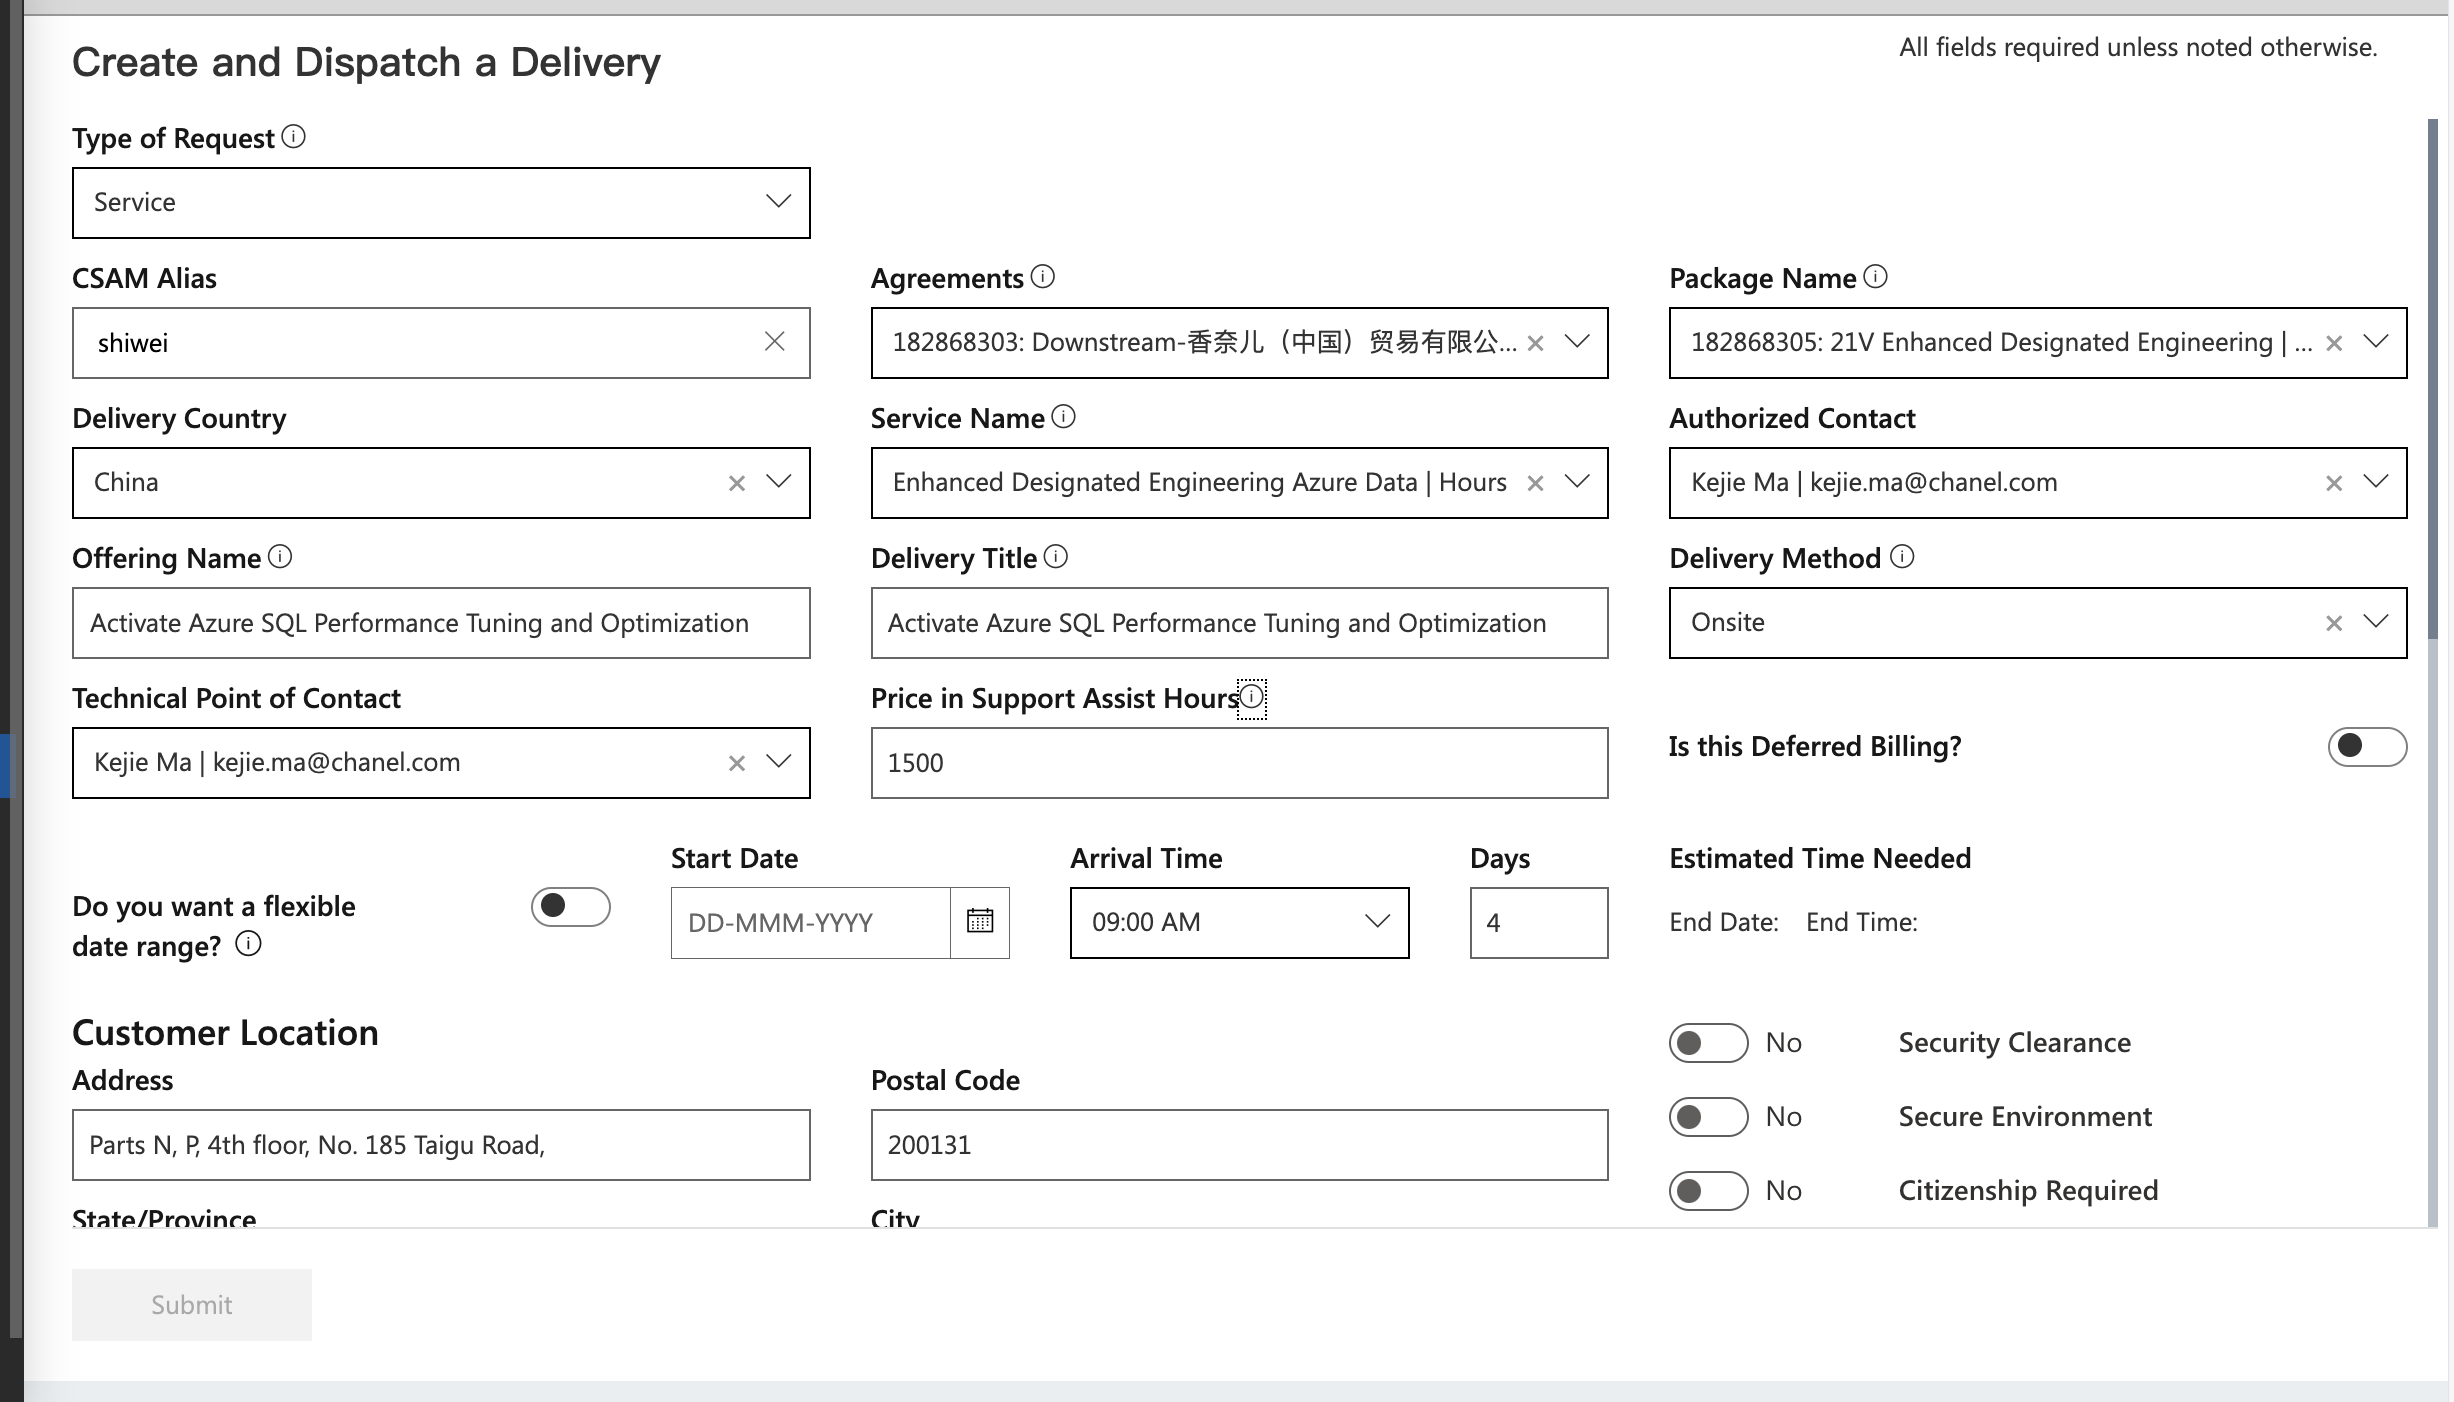 Create and Dispatch a Delivery
All fields required unless noted otherwise.
Type of Request
Service
CSAM Alias
shiwei
Agreements
182868303: Downstream-香奈儿（中国）贸易有限公...
Package Name
182868305: 21V Enhanced Designated Engineering | ...
Delivery Country
China
Service Name
Enhanced Designated Engineering Azure Data | Hours
Authorized Contact
Kejie Ma | kejie.ma@chanel.com
Offering Name
Activate Azure SQL Performance Tuning and Optimization
Delivery Title
Activate Azure SQL Performance Tuning and Optimization
Delivery Method
Onsite
Technical Point of Contact
Kejie Ma | kejie.ma@chanel.com
Price in Support Assist Hours
1500
Is this Deferred Billing?
Do you want a flexible
date range?
Start Date
DD-MMM-YYYY
Arrival Time
09:00 AM
Days
4
Estimated Time Needed
End Date: End Time:
Customer Location
Address
Parts N, P, 4th floor, No. 185 Taigu Road,
Postal Code
200131
No Security Clearance
No Secure Environment
No Citizenship Required
State/Province
City
Submit